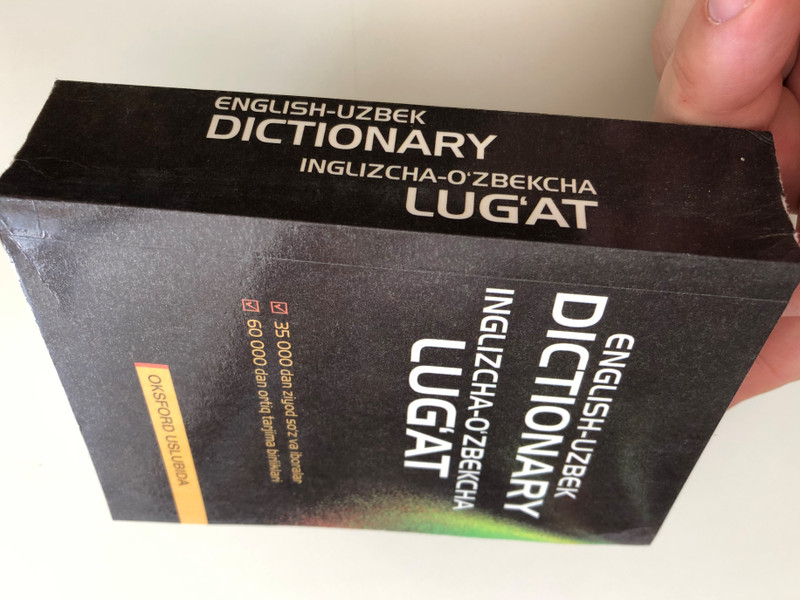 ENGLISH-UZBEK
DICTIONARY
INGLIZCHA-O‘ZBEKCHA
LUG‘AT
ENGLISH-UZBEK
DICTIONARY
INGLIZCHA-O‘ZBEKCHA
LUG‘AT
35 000 dan ziyod so‘z va iboralar
60 000 dan ortiq tarjima birliklari
OKSFORD USLUBIDA